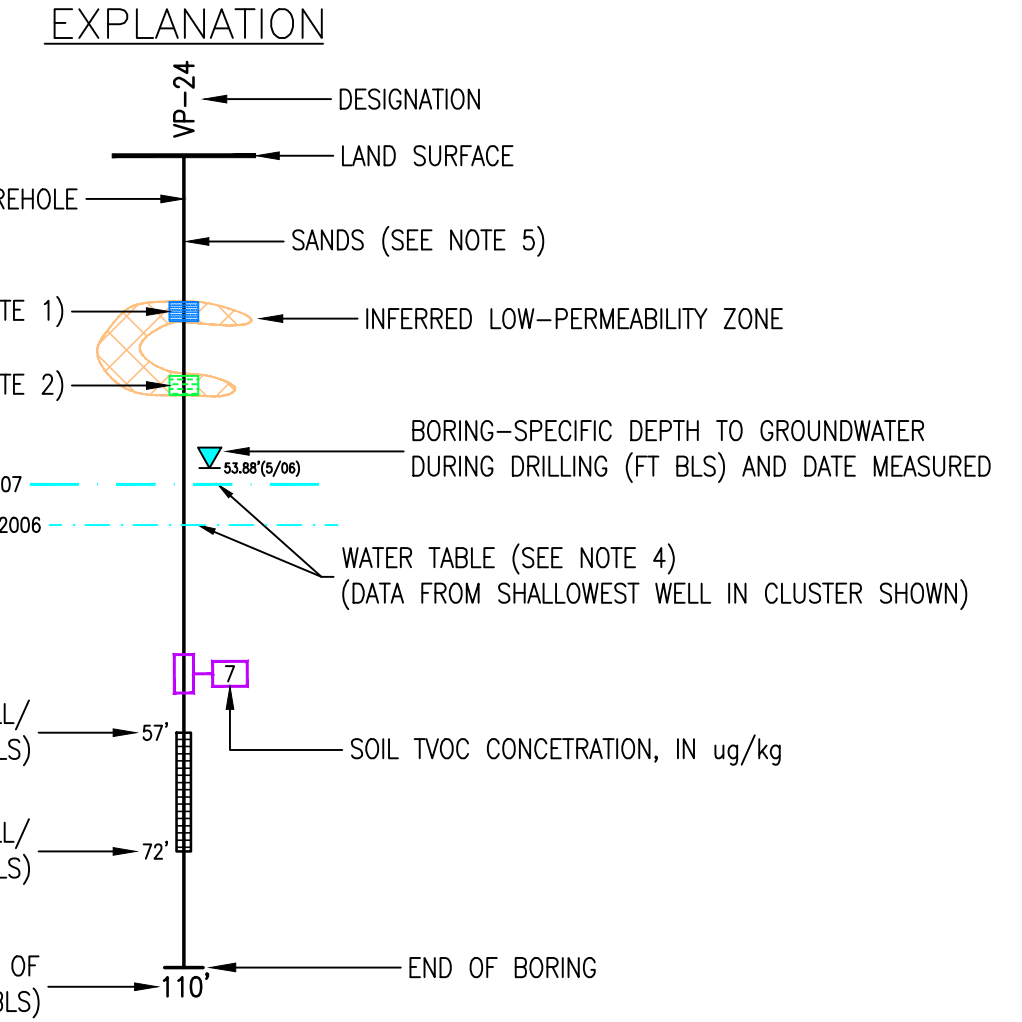 EXPLANATION
VP-24
DESIGNATION
LAND SURFACE
REHOLE
SANDS (SEE NOTE 5)
TE 1)
INFERRED LOW-PERMEABILITY ZONE
TE 2)
BORING-SPECIFIC DEPTH TO GROUNDWATER
DURING DRILLING (FT BLS) AND DATE MEASURED
53.88'(5/06)
07
2006
WATER TABLE (SEE NOTE 4)
(DATA FROM SHALLOWEST WELL IN CLUSTER SHOWN)
7
LL/
LS)
57'
SOIL TVOC CONCETRATION, IN ug/kg
LL/
LS)
72'
OF
BLS)
END OF BORING
110'